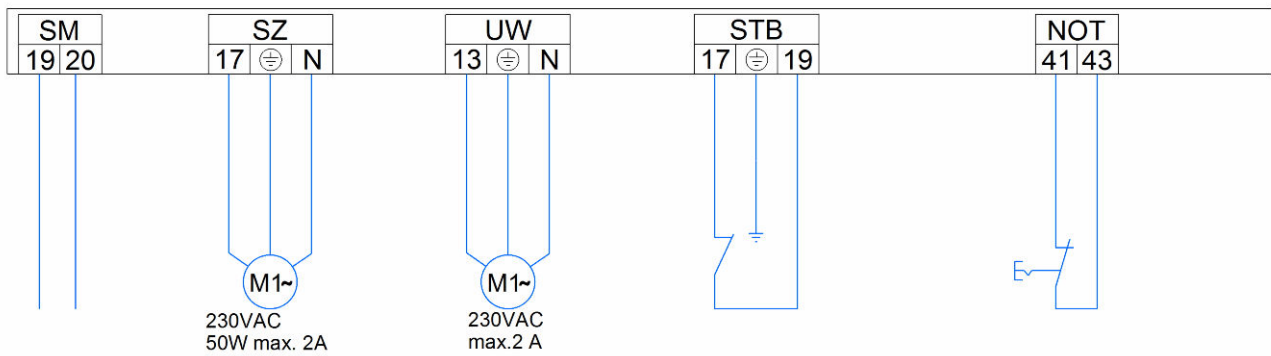 SM SZ UW STB NOT
19 20 17 N 13 N 17 19 41 43
M1~ M1~
230VAC 230VAC
50W max. 2A max.2 A